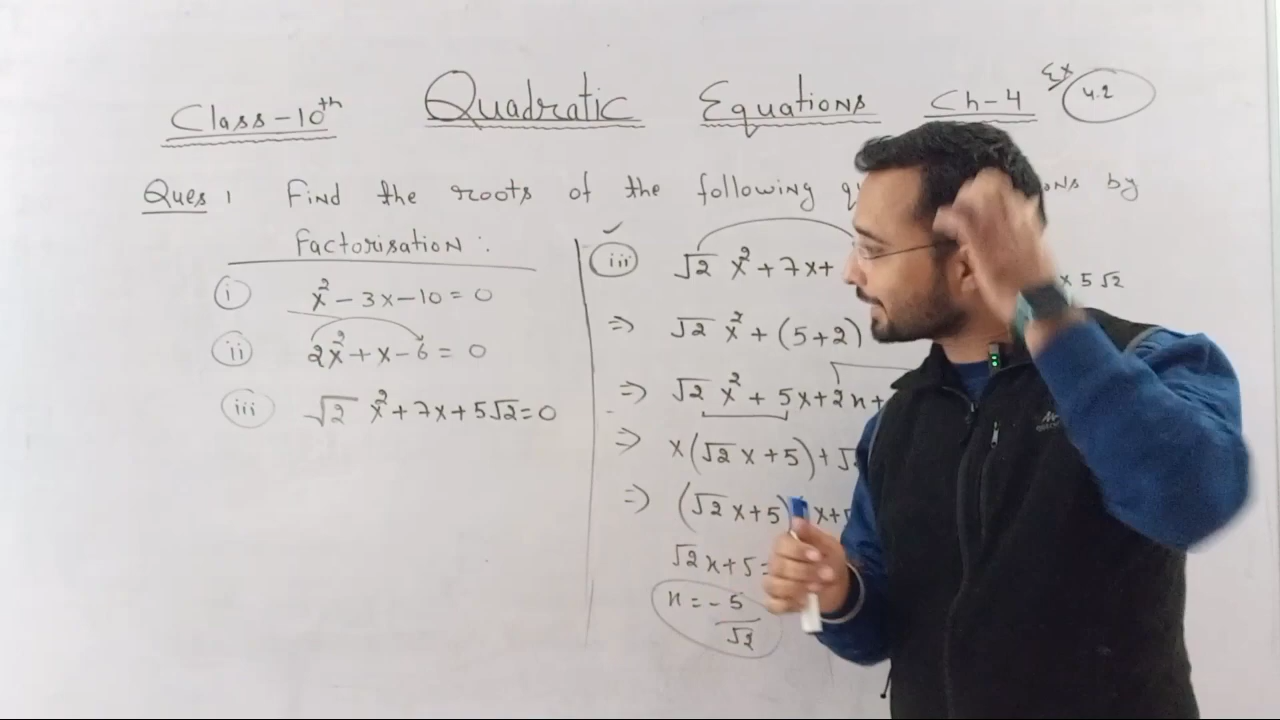 Class-10th Quadratic Equations Ch-4 Ex 4.2
Ques 1 Find the roots of the following by
Factorisation :
i x² - 3x - 10 = 0
ii 2x² + x - 6 = 0
iii √2 x² + 7x + 5√2 = 0
iii √2 x² + 7x +
x 5√2
⇒ √2 x² + (5+2)
⇒ √2 x² + 5x + 2x +
⇒ x(√2 x + 5) +
⇒ (√2 x + 5) x +
√2 x + 5 =
x = -5/√2